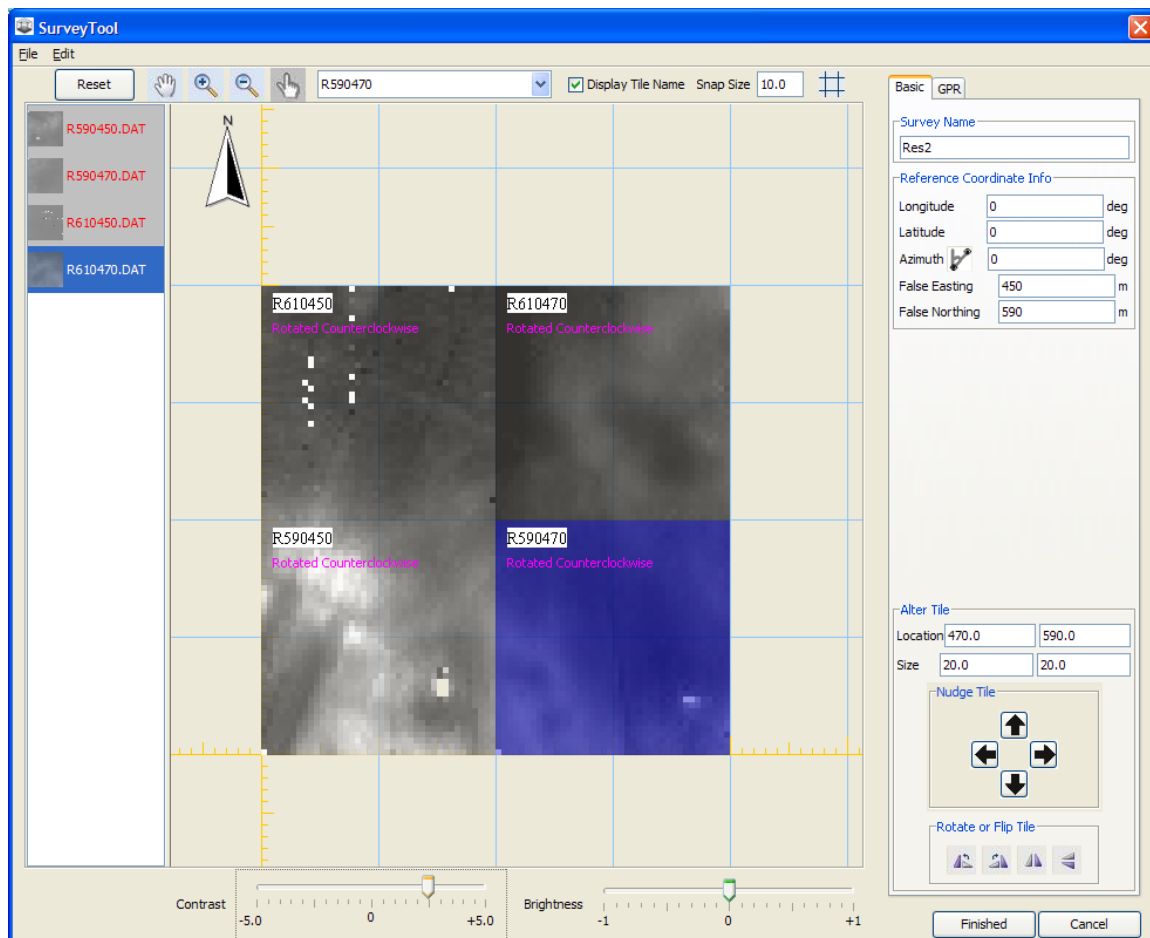 SurveyTool
File Edit
Reset R590470 Display Tile Name Snap Size 10.0
Basic GPR
R590450.DAT
R590470.DAT
R610450.DAT
R610470.DAT
N
R610450
Rotated Counterclockwise
R610470
Rotated Counterclockwise
R590450
Rotated Counterclockwise
R590470
Rotated Counterclockwise
Survey Name
Res2
Reference Coordinate Info
Longitude 0 deg
Latitude 0 deg
Azimuth 0 deg
False Easting 450 m
False Northing 590 m
Alter Tile
Location 470.0 590.0
Size 20.0 20.0
Nudge Tile
Rotate or Flip Tile
Contrast -5.0 0 +5.0
Brightness -1 0 +1
Finished Cancel